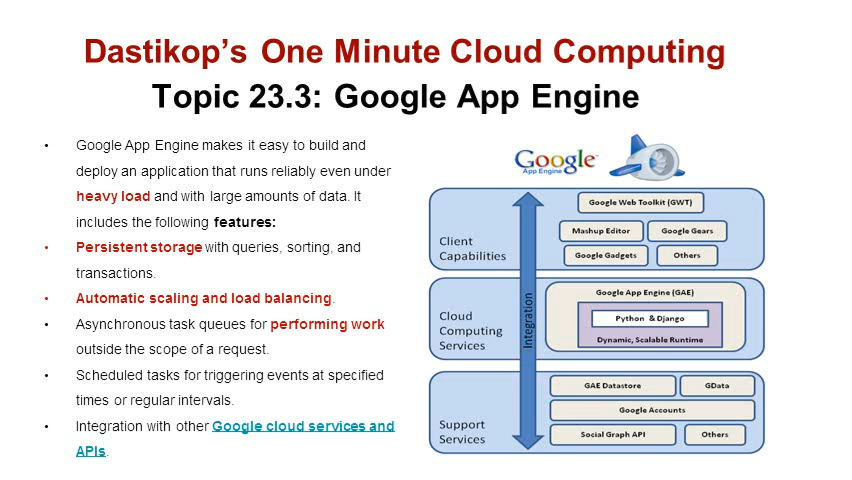 Dastikop’s One Minute Cloud Computing
Topic 23.3: Google App Engine
• Google App Engine makes it easy to build and
deploy an application that runs reliably even under
heavy load and with large amounts of data. It
includes the following features:
• Persistent storage with queries, sorting, and
transactions.
• Automatic scaling and load balancing.
• Asynchronous task queues for performing work
outside the scope of a request.
• Scheduled tasks for triggering events at specified
times or regular intervals.
• Integration with other Google cloud services and
APIs.
Google™
App Engine
Integration
Client
Capabilities
Google Web Toolkit (GWT)
Mashup Editor
Google Gears
Google Gadgets
Others
Cloud
Computing
Services
Google App Engine (GAE)
Python & Django
Dynamic, Scalable Runtime
Support
Services
GAE Datastore
GData
Google Accounts
Social Graph API
Others